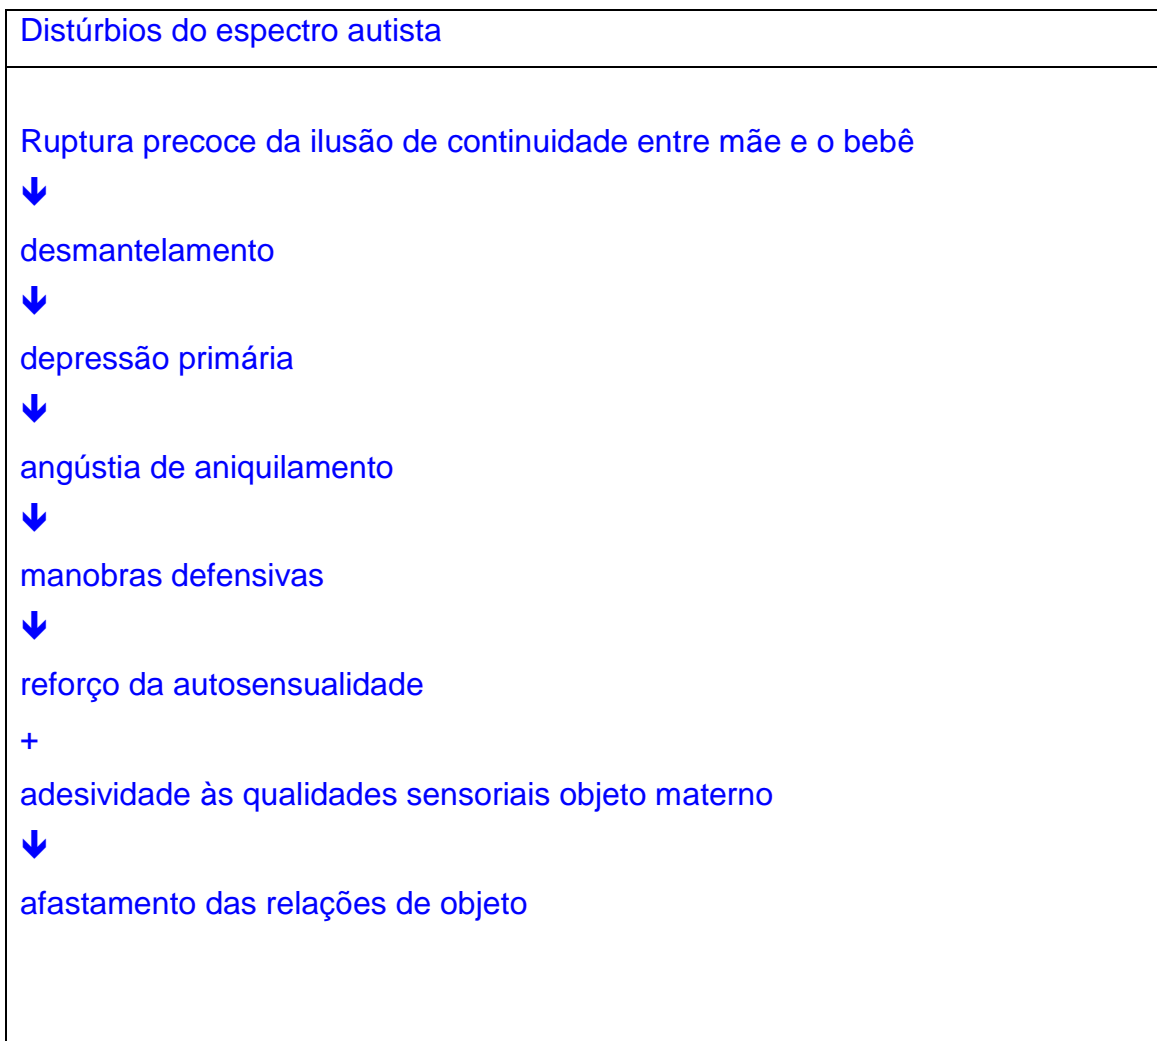 Distúrbios do espectro autista
Ruptura precoce da ilusão de continuidade entre mãe e o bebê
🡻
desmantelamento
🡻
depressão primária
🡻
angústia de aniquilamento
🡻
manobras defensivas
🡻
reforço da autosensualidade
+
adesividade às qualidades sensoriais objeto materno
🡻
afastamento das relações de objeto